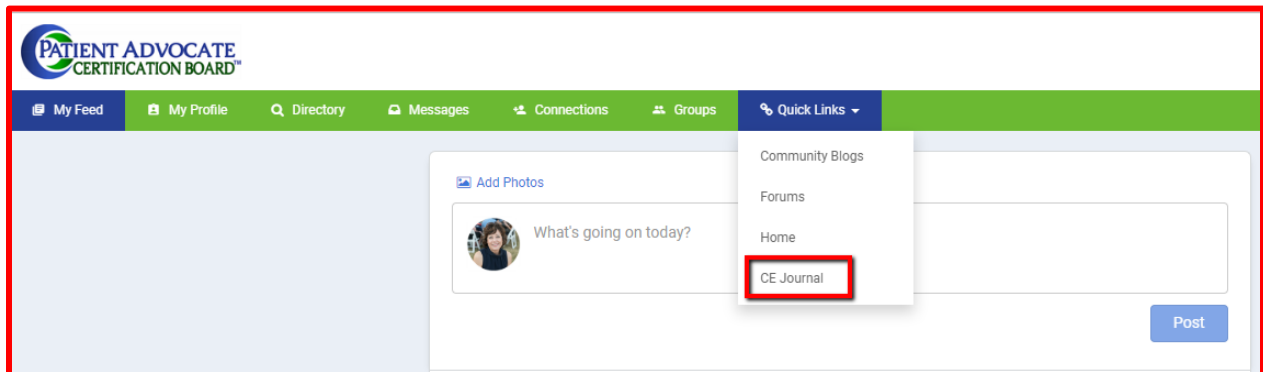 PATIENT ADVOCATE
CERTIFICATION BOARD™
My Feed My Profile Directory Messages Connections Groups Quick Links
Community Blogs
Add Photos
Forums
What's going on today?
Home
CE Journal
Post